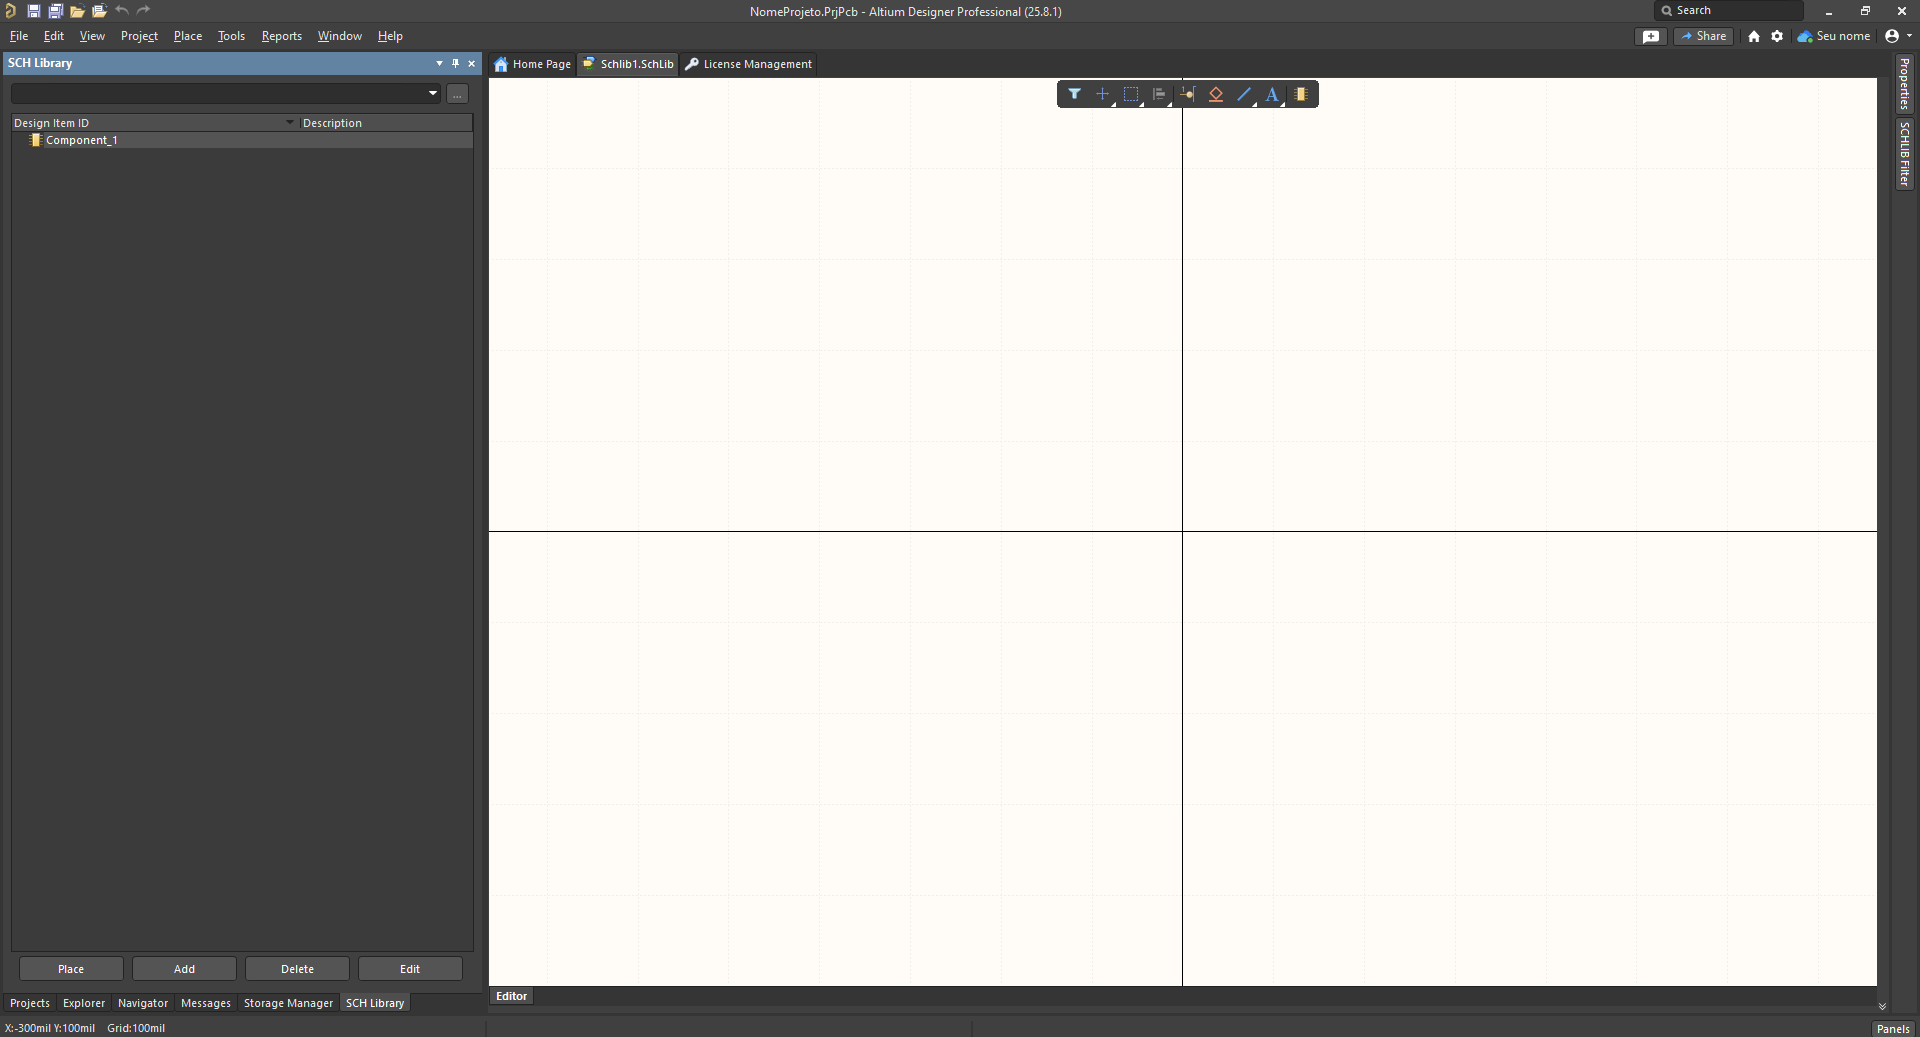 NomeProjeto.PrjPcb - Altium Designer Professional (25.8.1)
Search
File Edit View Project Place Tools Reports Window Help
Share
Seu nome
SCH Library
Home Page
Schlib1.SchLib
License Management
...
Design Item ID
Description
Component_1
A
Properties
SCHLIB Filter
Place
Add
Delete
Edit
Projects Explorer Navigator Messages Storage Manager SCH Library
Editor
X:-300mil Y:100mil Grid:100mil
Panels